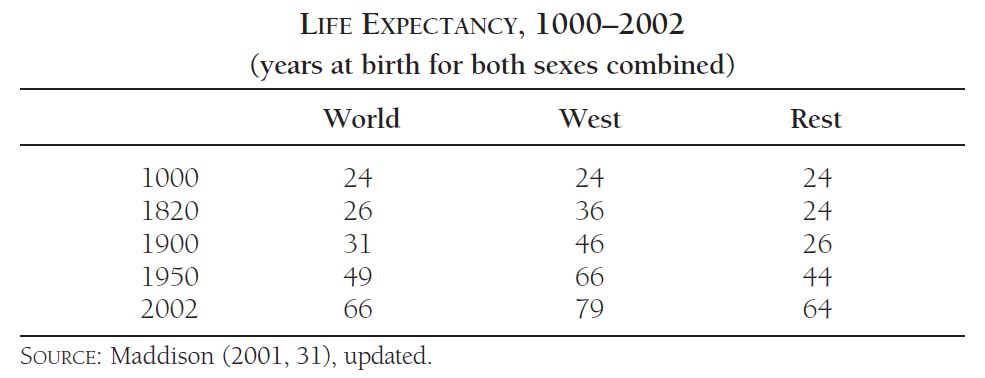 LIFE EXPECTANCY, 1000–2002
(years at birth for both sexes combined)
World West Rest
1000 24 24 24
1820 26 36 24
1900 31 46 26
1950 49 66 44
2002 66 79 64
SOURCE: Maddison (2001, 31), updated.